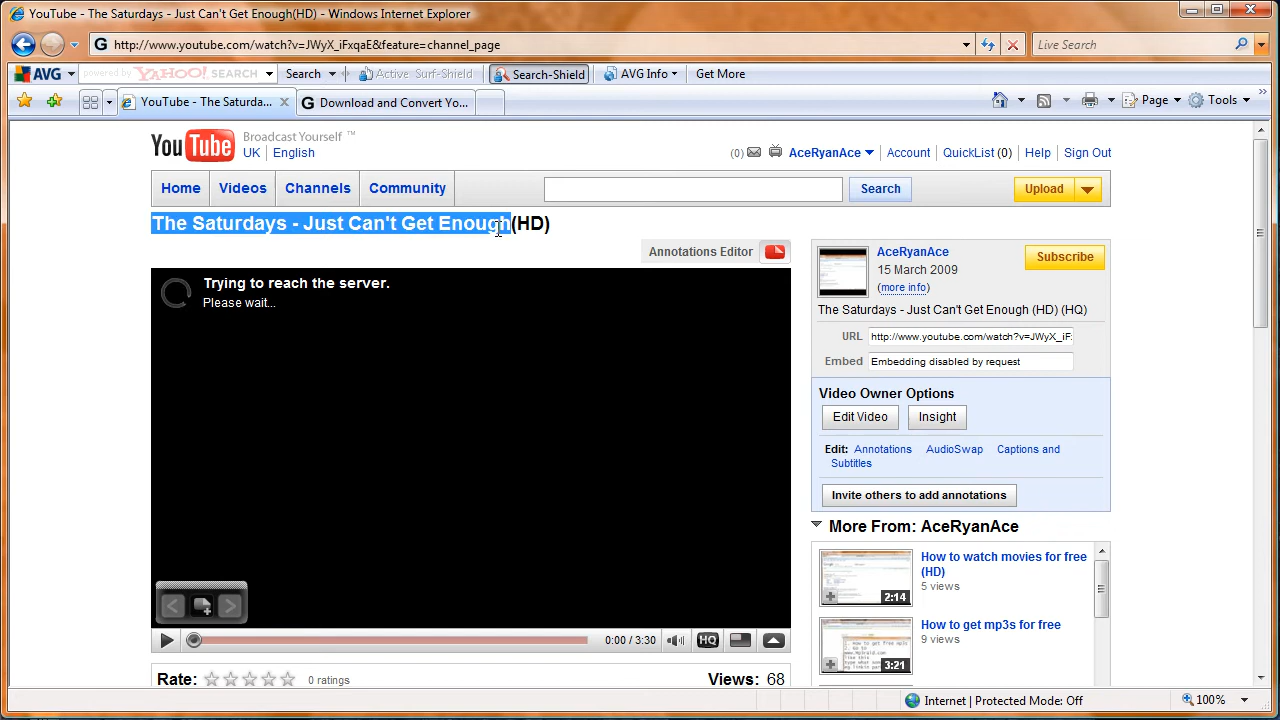 YouTube - The Saturdays - Just Can't Get Enough(HD) - Windows Internet Explorer
http://www.youtube.com/watch?v=JWyX_iFxqaE&feature=channel_page
Live Search
AVG powered by YAHOO! SEARCH Search Active Surf-Shield Search-Shield AVG Info Get More
YouTube - The Saturda... Download and Convert Yo... Page Tools
YouTube Broadcast Yourself ™
UK English
(0) AceRyanAce Account QuickList (0) Help Sign Out
Home Videos Channels Community Search Upload
The Saturdays - Just Can't Get Enough(HD)
Annotations Editor
Trying to reach the server.
Please wait...
HQ
0:00 / 3:30
Rate: 0 ratings Views: 68
AceRyanAce
15 March 2009
(more info)
Subscribe
The Saturdays - Just Can't Get Enough (HD) (HQ)
URL http://www.youtube.com/watch?v=JWyX_iF:
Embed Embedding disabled by request
Video Owner Options
Edit Video Insight
Edit: Annotations AudioSwap Captions and
Subtitles
Invite others to add annotations
More From: AceRyanAce
How to watch movies for free
(HD)
5 views
2:14
How to get mp3s for free
9 views
3:21
Internet | Protected Mode: Off 100%